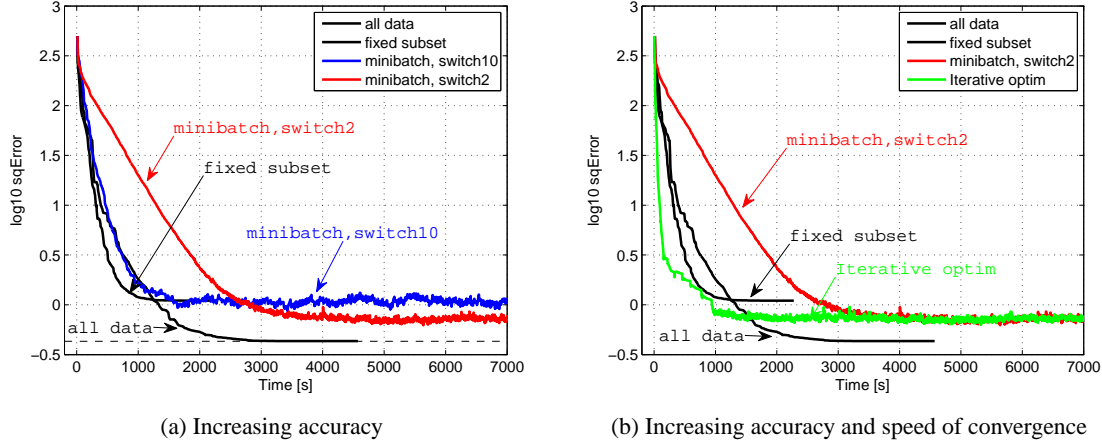 2.5
2
1.5
1
0.5
0
−0.5
log10 sqError
0 1000 2000 3000 4000 5000 6000 7000
Time [s]
all data
fixed subset
minibatch, switch10
minibatch, switch2
minibatch,switch2
fixed subset
minibatch,switch10
all data
(a) Increasing accuracy
2.5
2
1.5
1
0.5
0
−0.5
log10 sqError
0 1000 2000 3000 4000 5000 6000 7000
Time [s]
all data
fixed subset
minibatch, switch2
Iterative optim
minibatch,switch2
fixed subset
Iterative optim
all data
(b) Increasing accuracy and speed of convergence